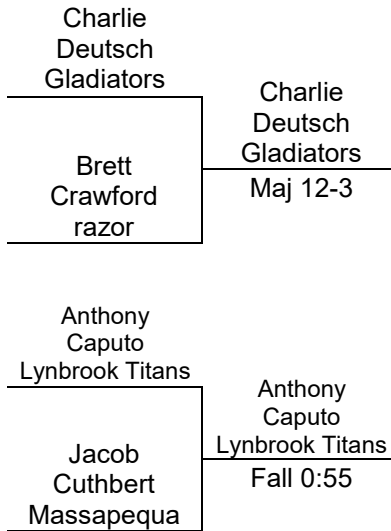 Charlie
Deutsch
Gladiators
Brett
Crawford
razor
Charlie
Deutsch
Gladiators
Maj 12-3
Anthony
Caputo
Lynbrook Titans
Jacob
Cuthbert
Massapequa
Anthony
Caputo
Lynbrook Titans
Fall 0:55